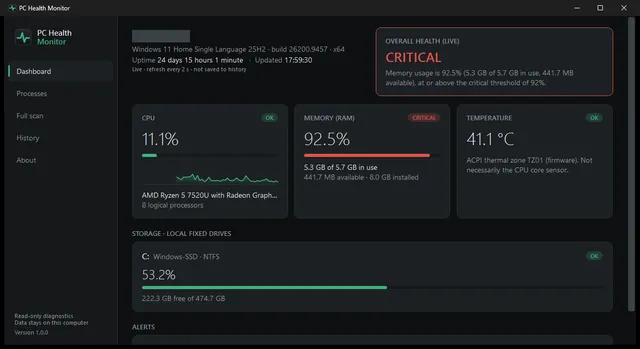 PC Health Monitor
PC Health
Monitor
Dashboard
Processes
Full scan
History
About
Read-only diagnostics
Data stays on this computer
Version 1.0.0
Windows 11 Home Single Language 25H2 · build 26200.9457 · x64
Uptime 24 days 15 hours 1 minute · Updated 17:59:30
Live - refresh every 2 s - not saved to history
OVERALL HEALTH (LIVE)
CRITICAL
Memory usage is 92.5% (5.3 GB of 5.7 GB in use, 441.7 MB
available), at or above the critical threshold of 92%.
CPU
OK
11.1%
AMD Ryzen 5 7520U with Radeon Graph...
8 logical processors
MEMORY (RAM)
CRITICAL
92.5%
5.3 GB of 5.7 GB in use
441.7 MB available · 8.0 GB installed
TEMPERATURE
OK
41.1 °C
ACPI thermal zone TZ01 (firmware). Not
necessarily the CPU core sensor.
STORAGE · LOCAL FIXED DRIVES
C: Windows-SSD · NTFS
OK
53.2%
222.3 GB free of 474.7 GB
ALERTS